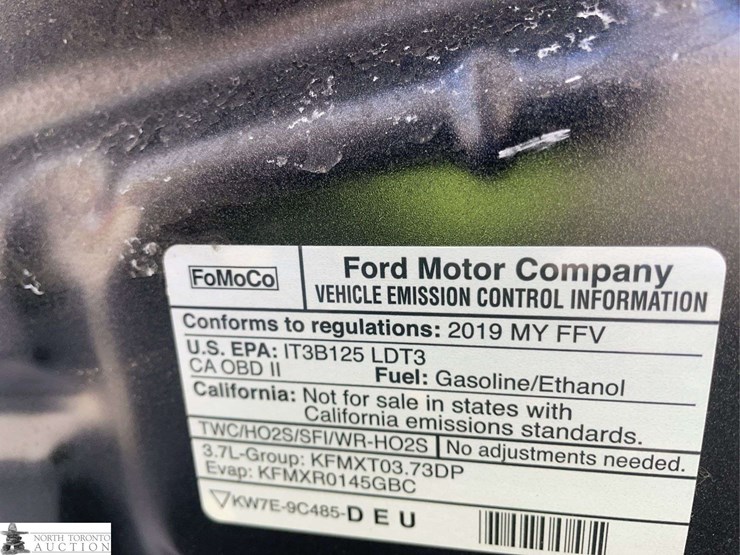 FoMoCo
Ford Motor Company
VEHICLE EMISSION CONTROL INFORMATION
Conforms to regulations: 2019 MY FFV
U.S. EPA: IT3B125 LDT3
CA OBD II
Fuel: Gasoline/Ethanol
California: Not for sale in states with
California emissions standards.
TWC/HO2S/SFI/WR-HO2S
No adjustments needed.
3.7L-Group: KFMXT03.73DP
Evap: KFMXR0145GBC
KW7E-9C485-D E U
NORTH TORONTO
AUCTION